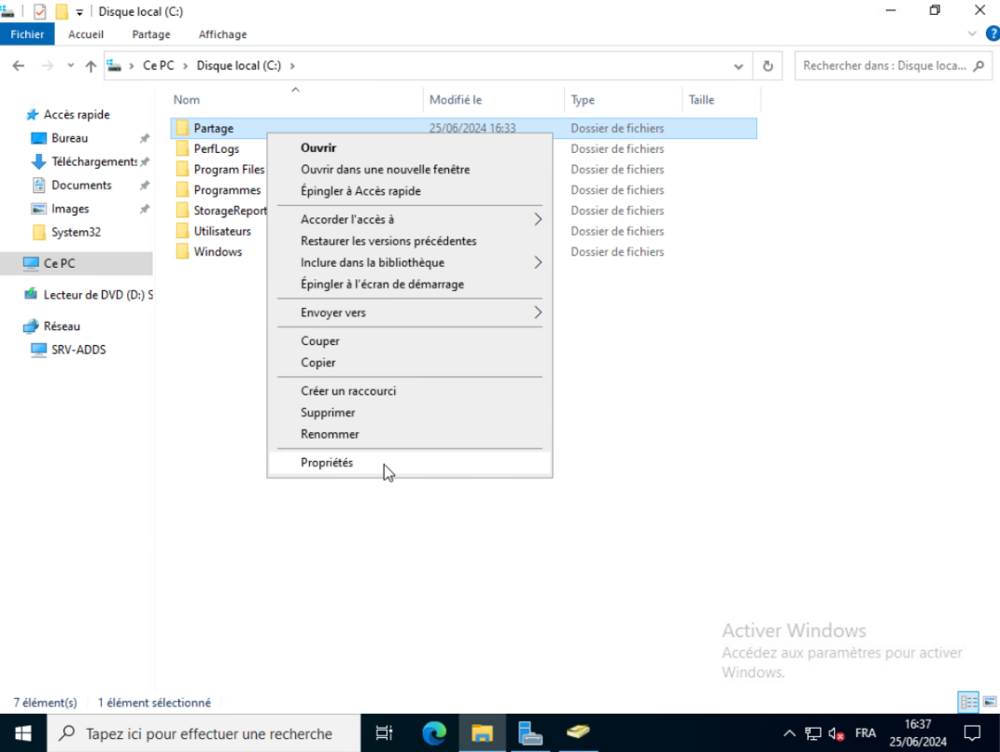 Disque local (C:)
Fichier Accueil Partage Affichage
Ce PC Disque local (C:)
Rechercher dans : Disque loca...
Nom Modifié le Type Taille
Accès rapide
Bureau
Téléchargements
Documents
Images
System32
Ce PC
Lecteur de DVD (D:) S
Réseau
SRV-ADDS
Partage 25/06/2024 16:33 Dossier de fichiers
PerfLogs Dossier de fichiers
Program Files Dossier de fichiers
Programmes Dossier de fichiers
StorageReport Dossier de fichiers
Utilisateurs Dossier de fichiers
Windows Dossier de fichiers
Ouvrir
Ouvrir dans une nouvelle fenêtre
Épingler à Accès rapide
Accorder l'accès à
Restaurer les versions précédentes
Inclure dans la bibliothèque
Épingler à l'écran de démarrage
Envoyer vers
Couper
Copier
Créer un raccourci
Supprimer
Renommer
Propriétés
Activer Windows
Accédez aux paramètres pour activer
Windows.
7 élément(s) 1 élément sélectionné
Tapez ici pour effectuer une recherche
FRA
16:37
25/06/2024